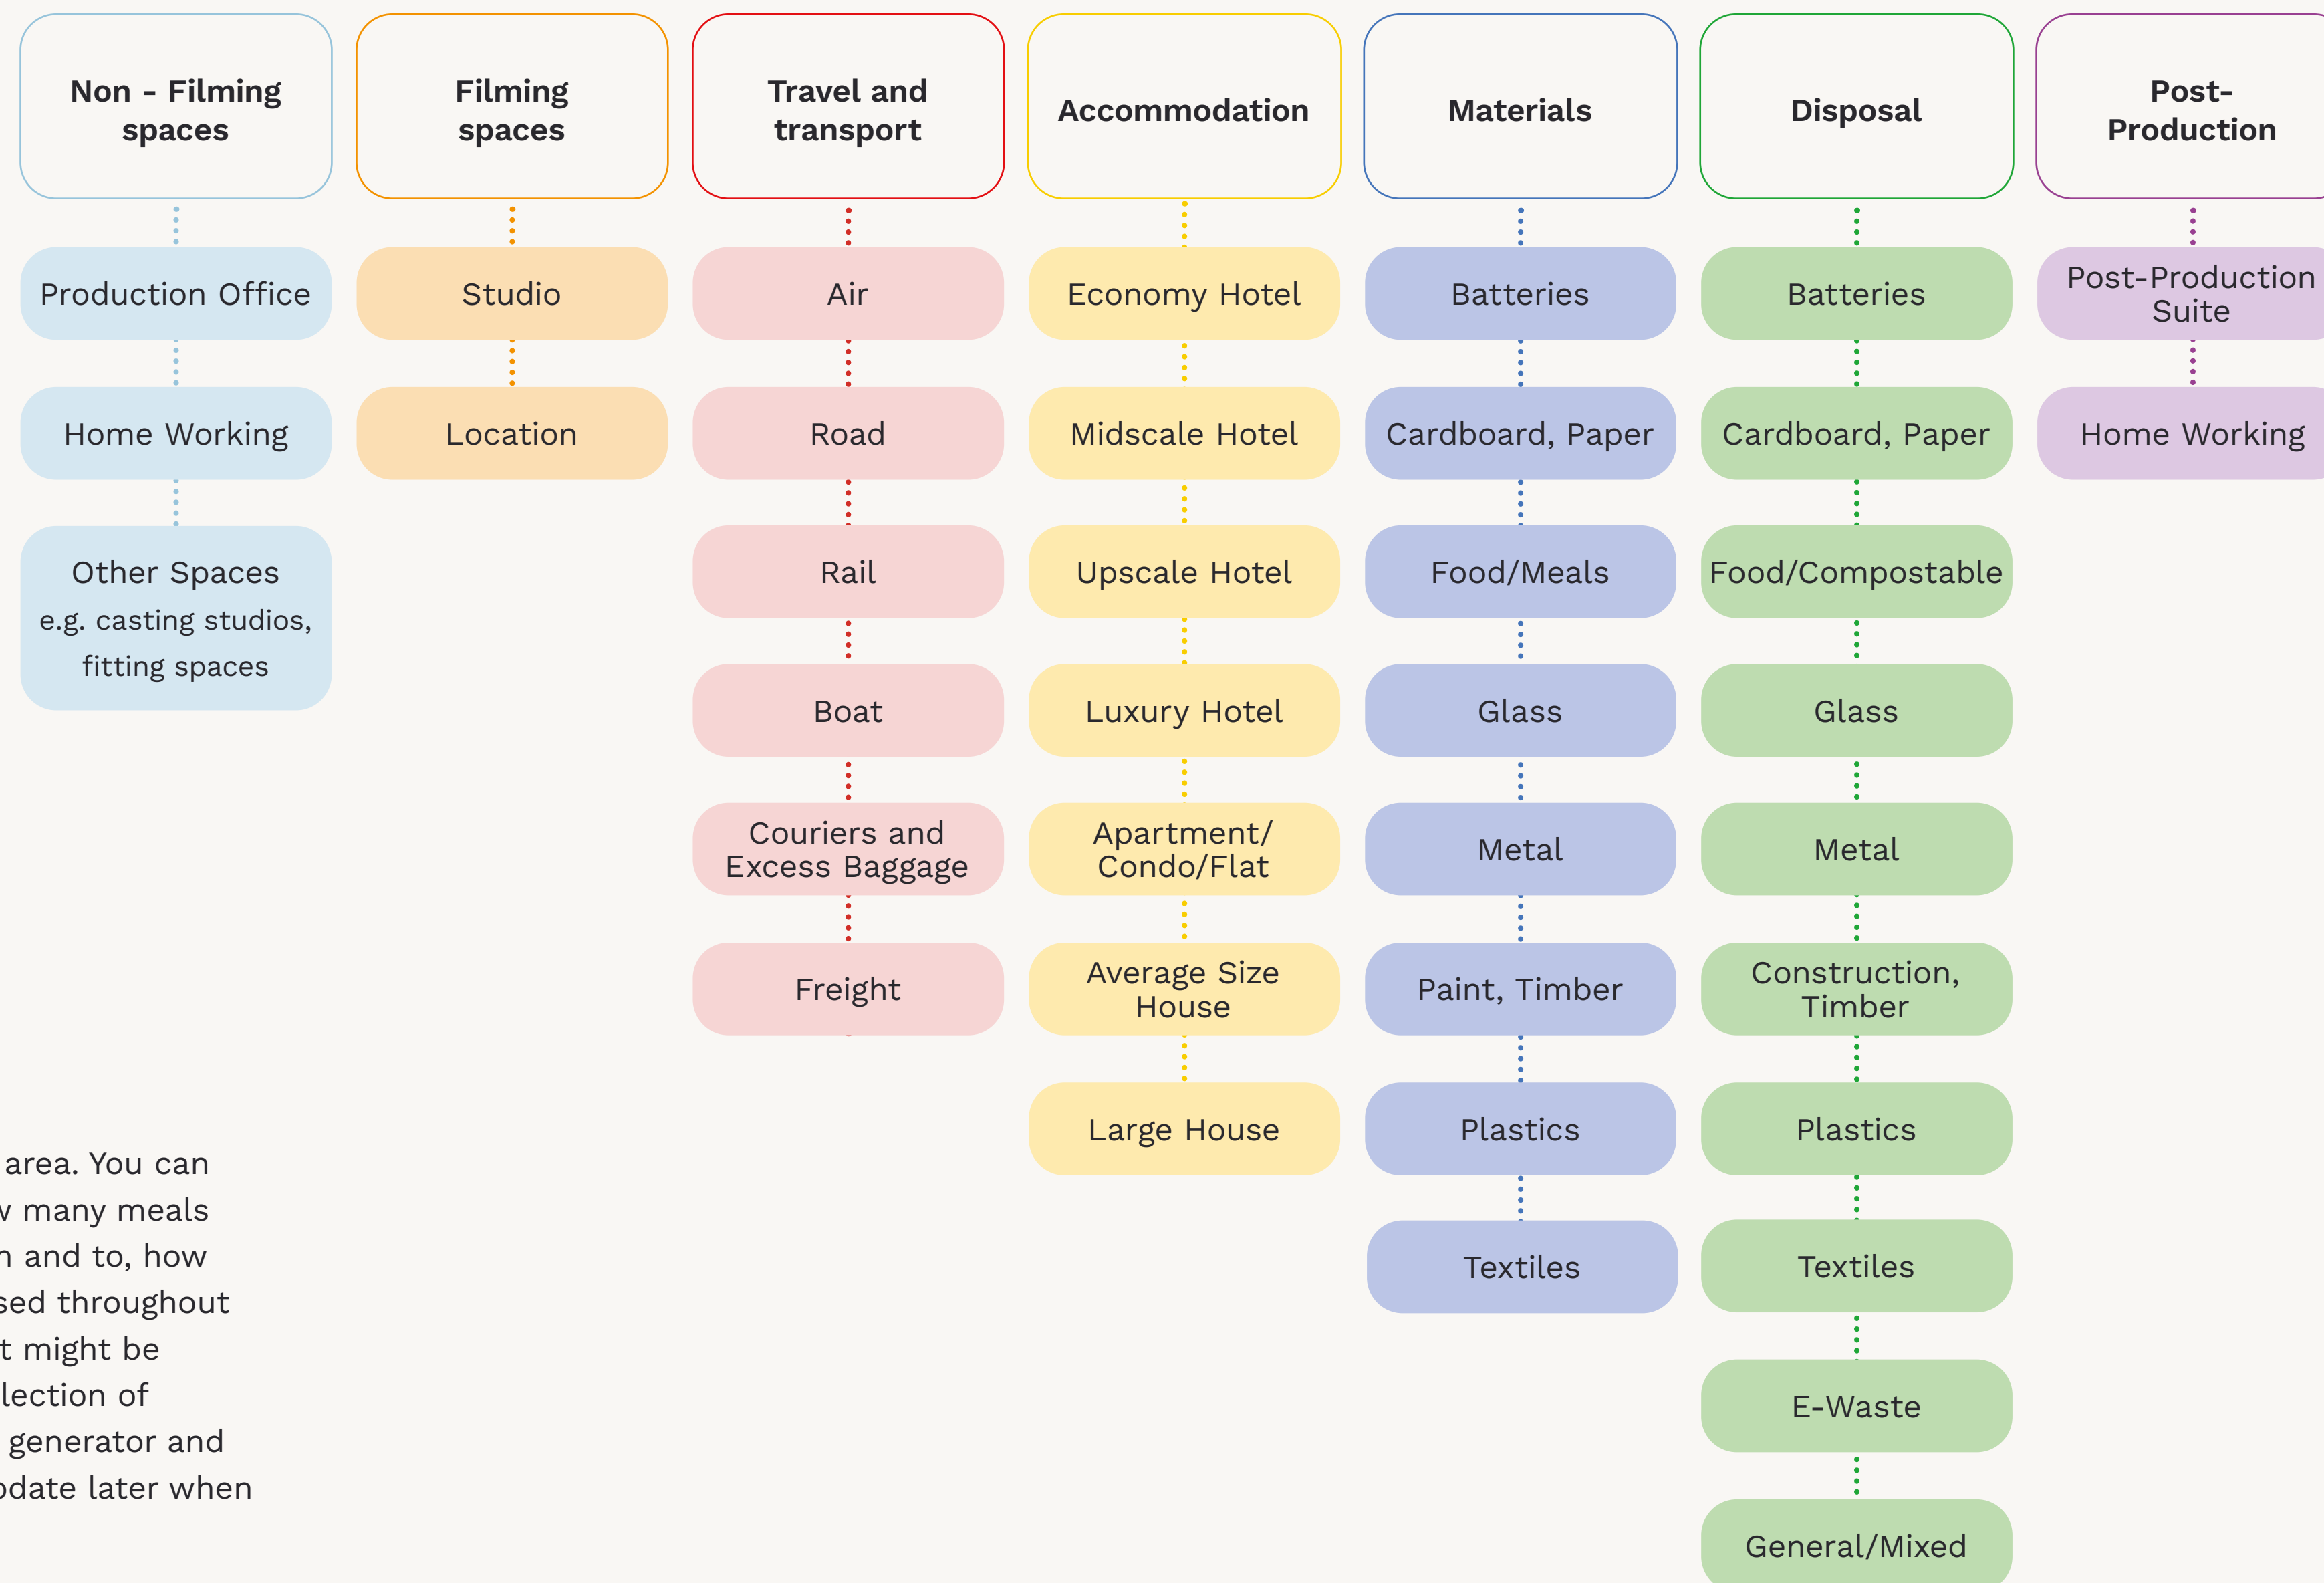 Non - Filming
spaces
Production Office
Home Working
Other Spaces
e.g. casting studios,
fitting spaces
Filming
spaces
Studio
Location
Travel and
transport
Air
Road
Rail
Boat
Couriers and
Excess Baggage
Freight
Accommodation
Economy Hotel
Midscale Hotel
Upscale Hotel
Luxury Hotel
Apartment/
Condo/Flat
Average Size
House
Large House
Materials
Batteries
Cardboard, Paper
Food/Meals
Glass
Metal
Paint, Timber
Plastics
Textiles
Disposal
Batteries
Cardboard, Paper
Food/Compostable
Glass
Metal
Construction,
Timber
Plastics
Textiles
E-Waste
General/Mixed
Post-
Production
Post-Production
Suite
Home Working
area. You can
many meals
and to, how
throughout
might be
of
generator and
later when